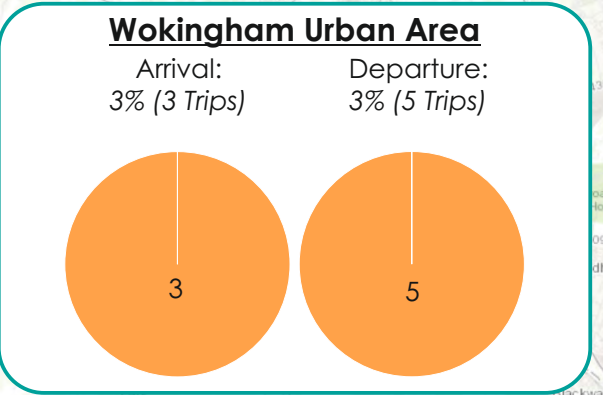 Wokingham Urban Area
Arrival: Departure:
3% (3 Trips) 3% (5 Trips)
3 5